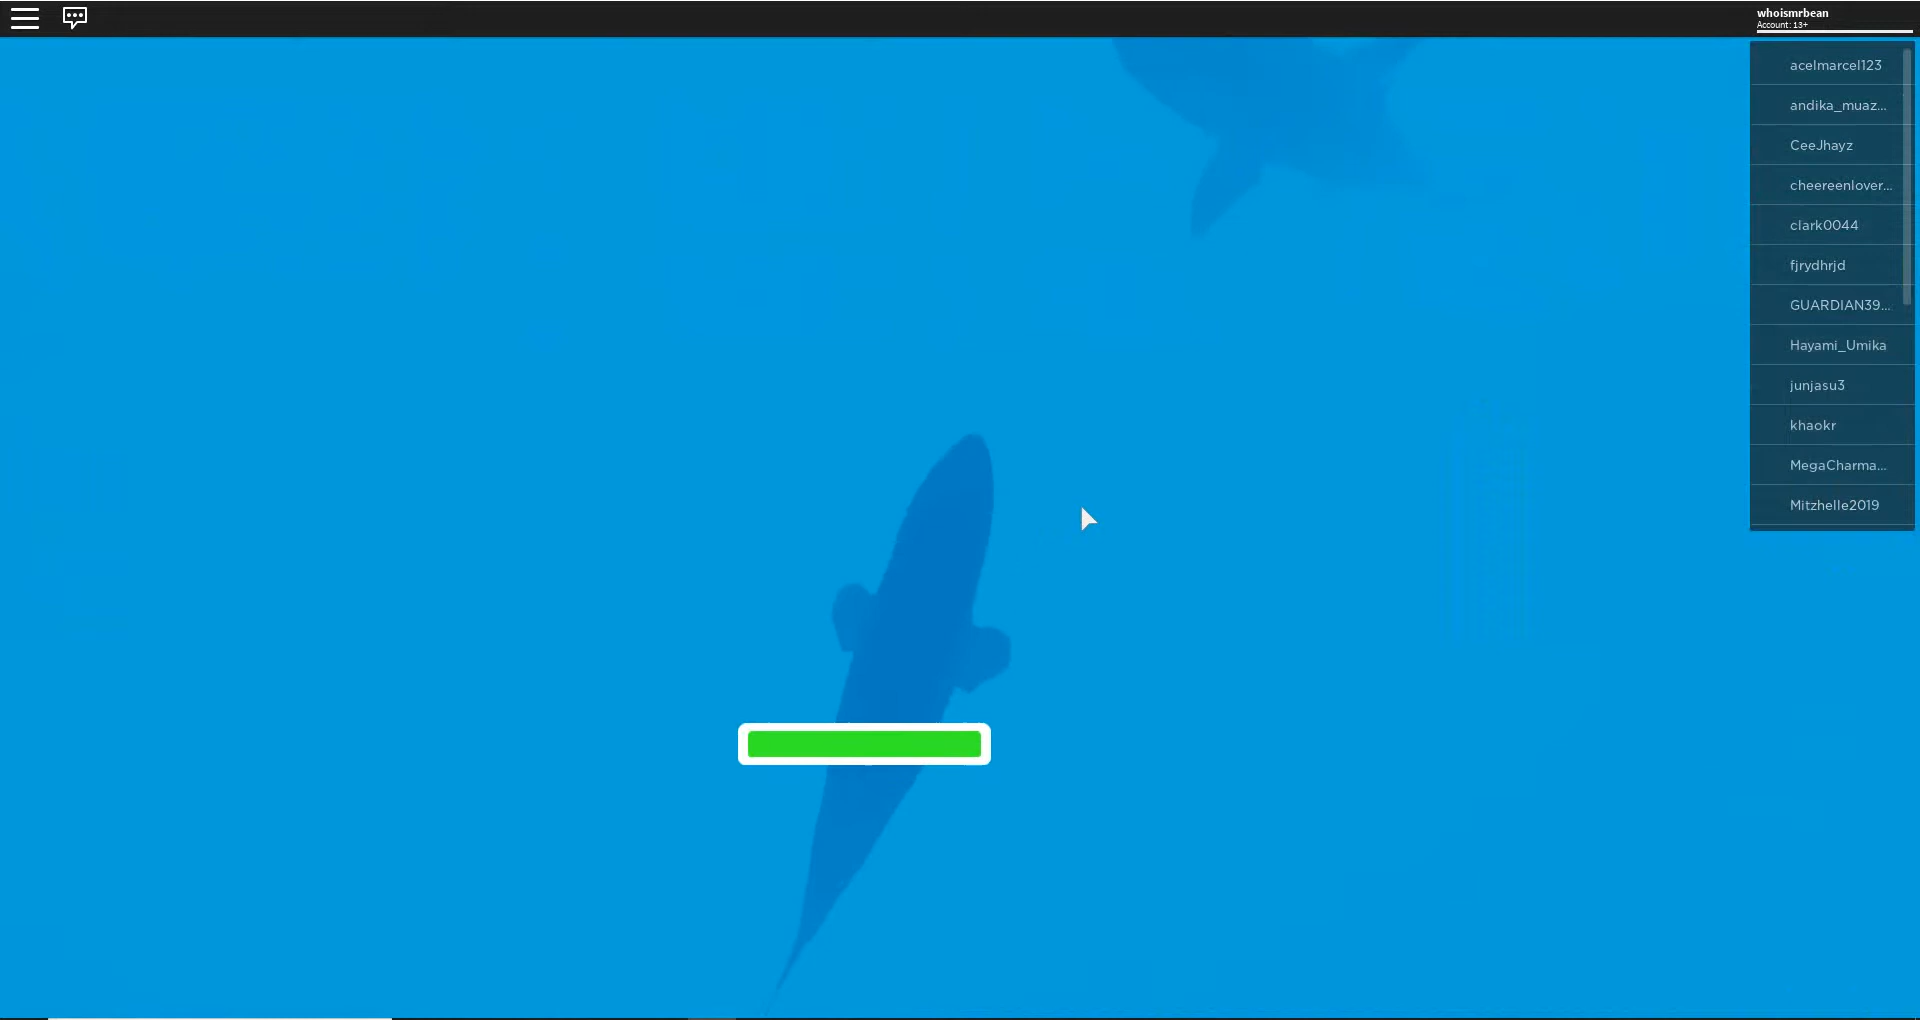 whoismrbean
Account: 13+
acelmarcel123
andika_muaz...
CeeJhayz
cheereenlover...
clark0044
fjrydhrjd
GUARDIAN39...
Hayami_Umika
junjasu3
khaokr
MegaCharma...
Mitzhelle2019